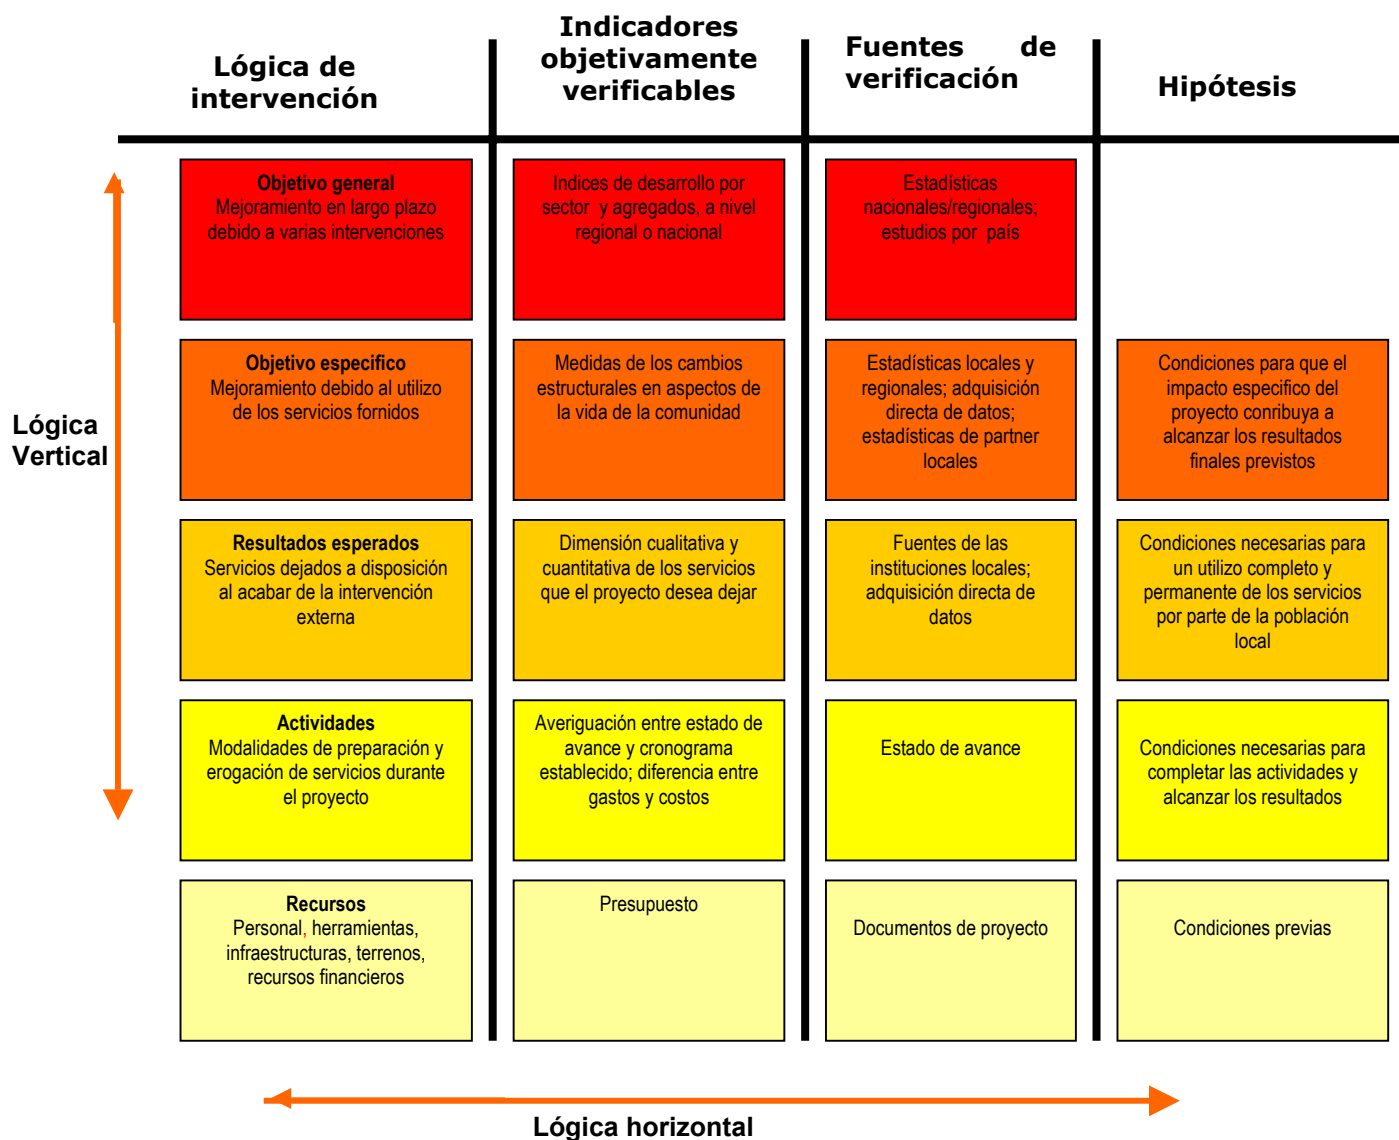 Lógica de
intervención
Indicadores
objetivamente
verificables
Fuentes de
verificación
Hipótesis
Objetivo general
Mejoramiento en largo plazo
debido a varias intervenciones
Indices de desarrollo por
sector y agregados, a nivel
regional o nacional
Estadísticas
nacionales/regionales;
estudios por país
Lógica
Vertical
Objetivo especifico
Mejoramiento debido al utilizo
de los servicios fornidos
Medidas de los cambios
estructurales en aspectos de
la vida de la comunidad
Estadísticas locales y
regionales; adquisición
directa de datos;
estadísticas de partner
locales
Condiciones para que el
impacto especifico del
proyecto conribuya a
alcanzar los resultados
finales previstos
Resultados esperados
Servicios dejados a disposición
al acabar de la intervención
externa
Dimensión cualitativa y
cuantitativa de los servicios
que el proyecto desea dejar
Fuentes de las
instituciones locales;
adquisición directa de
datos
Condiciones necesarias para
un utilizo completo y
permanente de los servicios
por parte de la población
local
Actividades
Modalidades de preparación y
erogación de servicios durante
el proyecto
Averiguación entre estado de
avance y cronograma
establecido; diferencia entre
gastos y costos
Estado de avance
Condiciones necesarias para
completar las actividades y
alcanzar los resultados
Recursos
Personal, herramientas,
infraestructuras, terrenos,
recursos financieros
Presupuesto
Documentos de proyecto
Condiciones previas
Lógica horizontal